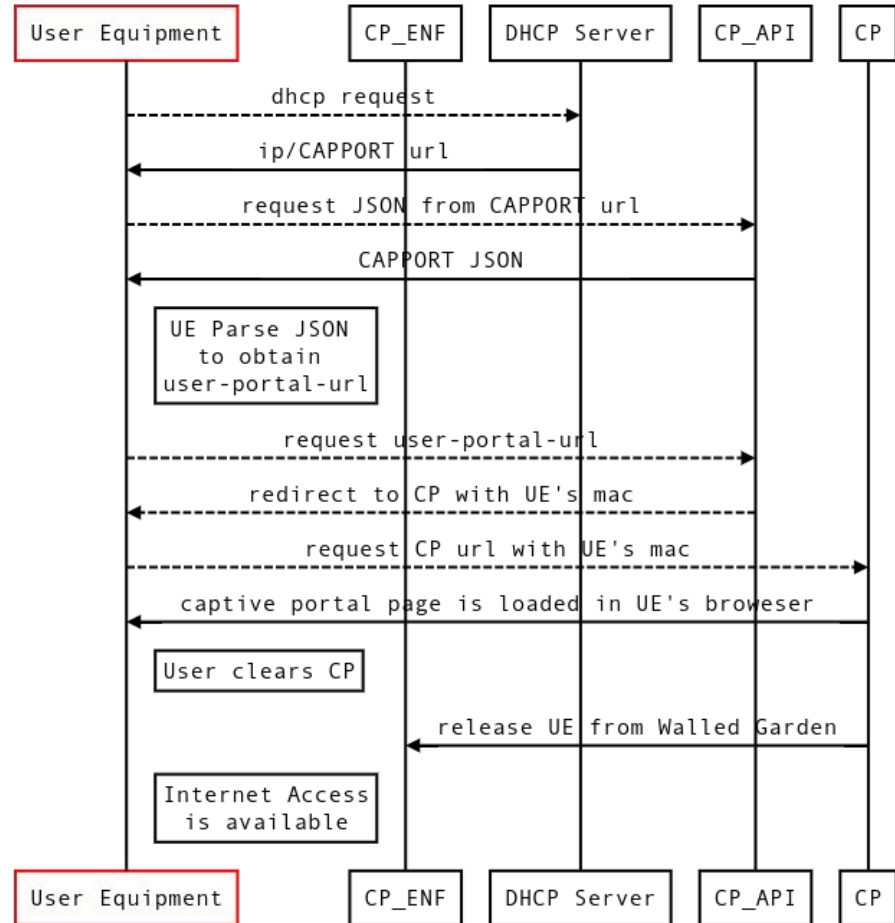 User Equipment CP_ENF DHCP Server CP_API CP
dhcp request
ip/CAPPORT url
request JSON from CAPPORT url
CAPPORT JSON
UE Parse JSON
to obtain
user-portal-url
request user-portal-url
redirect to CP with UE's mac
request CP url with UE's mac
captive portal page is loaded in UE's broweser
User clears CP
release UE from Walled Garden
Internet Access
is available
User Equipment CP_ENF DHCP Server CP_API CP